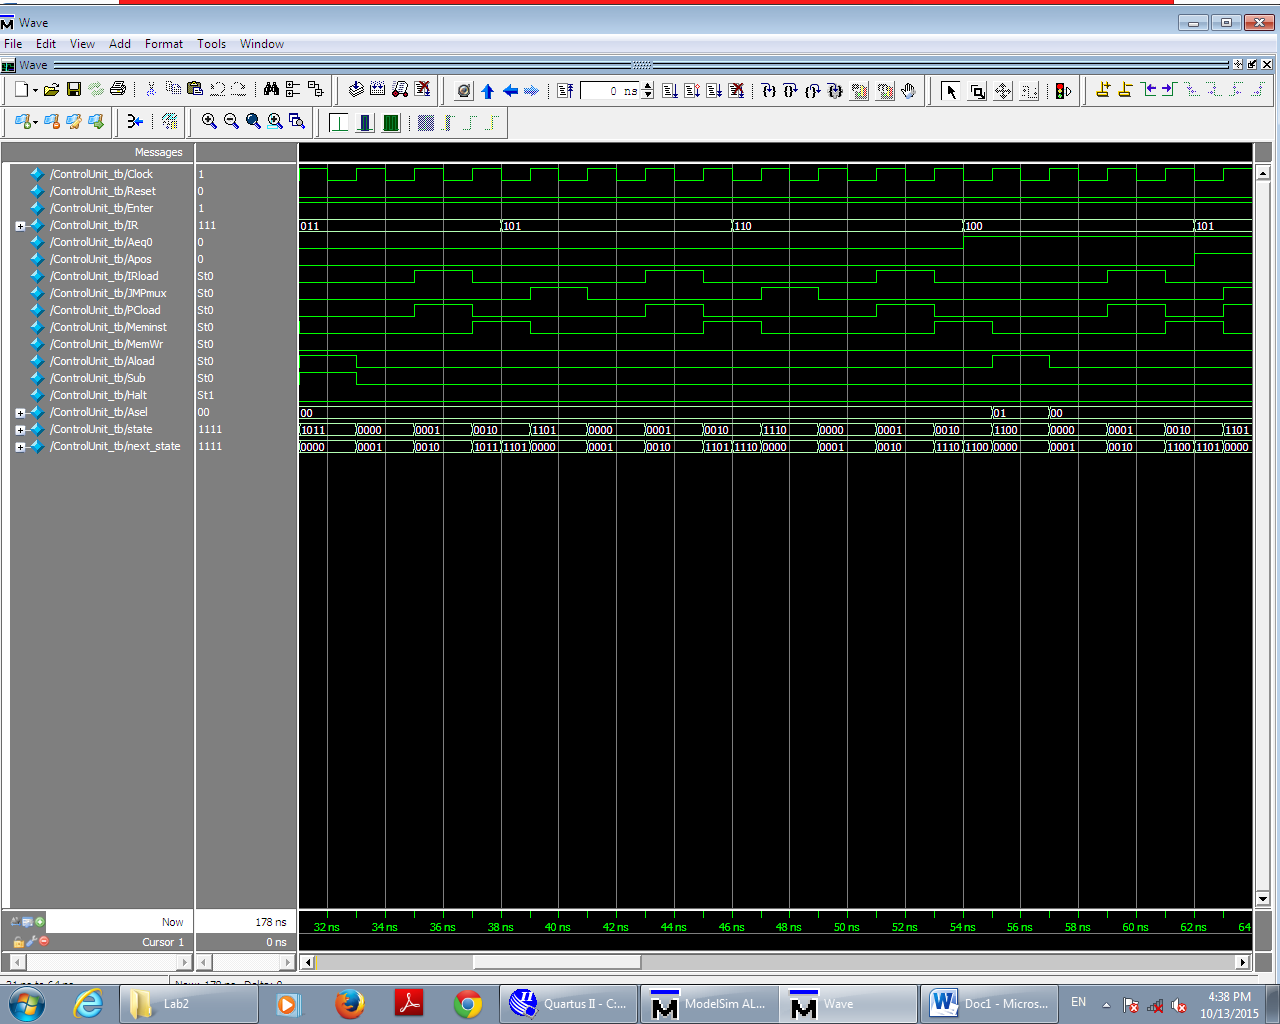 Wave
File Edit View Add Format Tools Window
Wave
0 ns
Messages
/ControlUnit_tb/Clock 1
/ControlUnit_tb/Reset 0
/ControlUnit_tb/Enter 1
/ControlUnit_tb/IR 111 011 101 110 100 101
/ControlUnit_tb/Aeq0 0
/ControlUnit_tb/Apos 0
/ControlUnit_tb/IRload St0
/ControlUnit_tb/JMPmux St0
/ControlUnit_tb/PCload St0
/ControlUnit_tb/Meminst St0
/ControlUnit_tb/MemWr St0
/ControlUnit_tb/Aload St0
/ControlUnit_tb/Sub St0
/ControlUnit_tb/Halt St1
/ControlUnit_tb/Asel 00 00 01 00
/ControlUnit_tb/state 1111 1011 0000 0001 0010 1101 0000 0001 0010 1110 0000 0001 0010 1100 0000 0001 0010 1101
/ControlUnit_tb/next_state 1111 0000 0001 0010 1011 1101 0000 0001 0010 1101 1110 0000 0001 0010 1110 1100 0000 0001 0010 1100 1101 0000
Now 178 ns 32 ns 34 ns 36 ns 38 ns 40 ns 42 ns 44 ns 46 ns 48 ns 50 ns 52 ns 54 ns 56 ns 58 ns 60 ns 62 ns 64
Cursor 1 0 ns
Lab2 Quartus II - C:... ModelSim AL... Wave Doc1 - Micros... EN 4:38 PM
10/13/2015